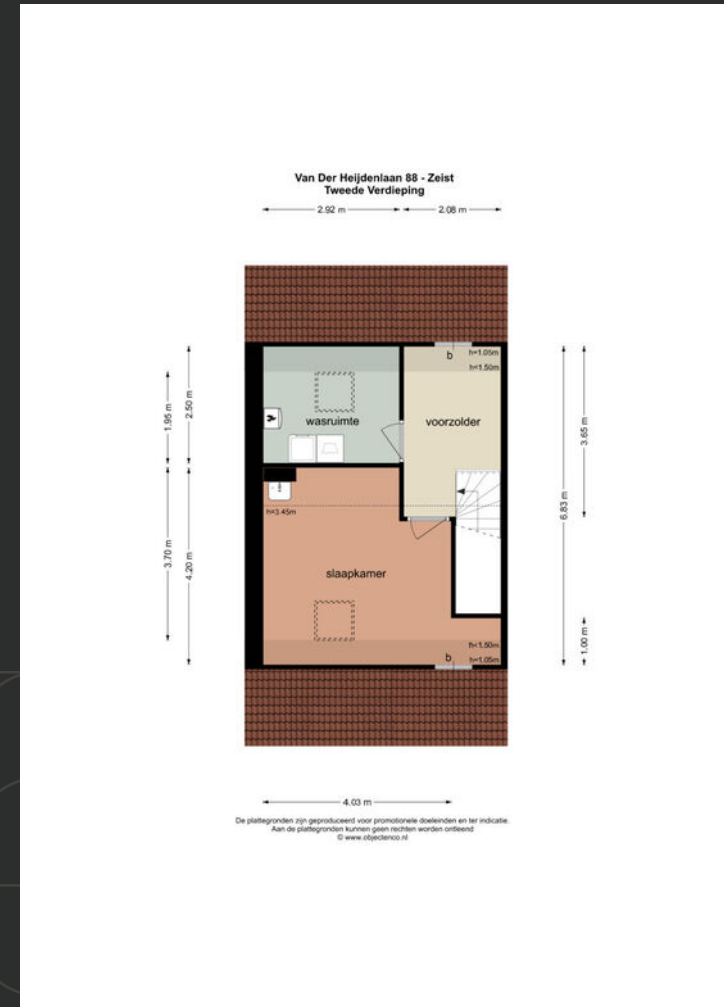 Van Der Heijdenlaan 88 - Zeist
Tweede Verdieping
2.92 m
2.08 m
b
h=1.05m
h<1.50m
wasruimte
voorzolder
1.95 m
2.50 m
3.65 m
6.83 m
h=3.45m
3.70 m
4.20 m
slaapkamer
h<1.50m
b
h=1.05m
1.00 m
4.03 m
De plattegronden zijn geproduceerd voor promotionele doeleinden en ter indicatie.
Aan de plattegronden kunnen geen rechten worden ontleend
© www.objectenco.nl